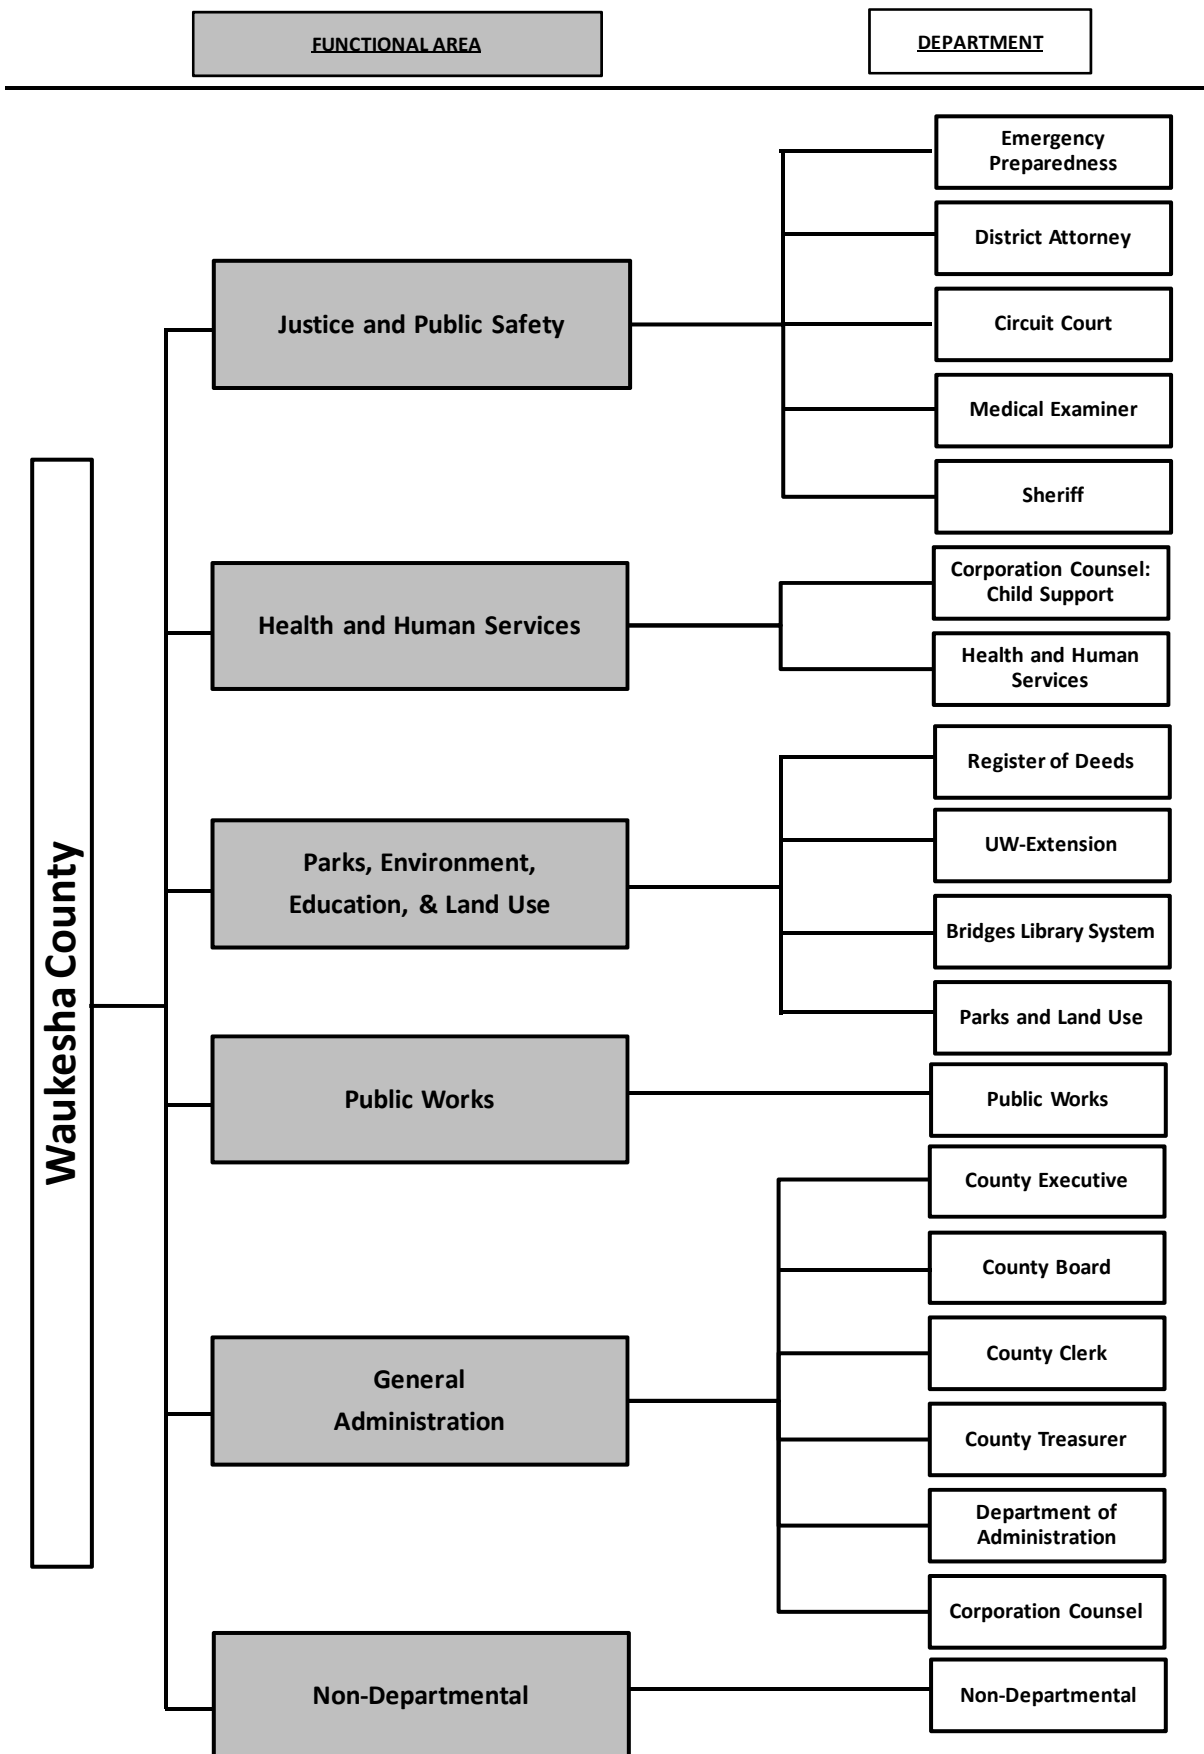 FUNCTIONAL AREA
DEPARTMENT
Waukesha County
Justice and Public Safety
Emergency
Preparedness
District Attorney
Circuit Court
Medical Examiner
Sheriff
Health and Human Services
Corporation Counsel:
Child Support
Health and Human
Services
Parks, Environment,
Education, & Land Use
Register of Deeds
UW-Extension
Bridges Library System
Parks and Land Use
Public Works
Public Works
General
Administration
County Executive
County Board
County Clerk
County Treasurer
Department of
Administration
Corporation Counsel
Non-Departmental
Non-Departmental